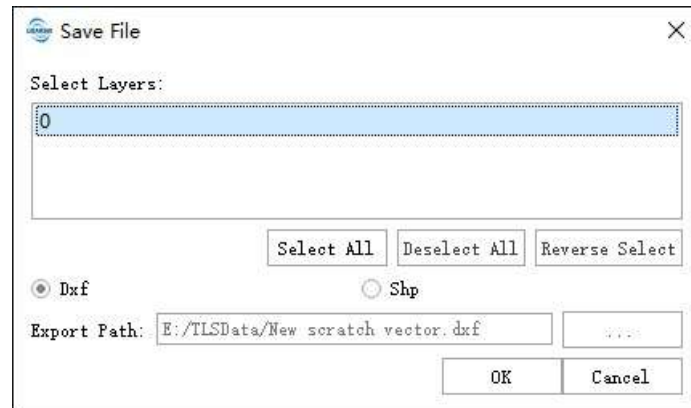 Save File
Select Layers:
0
Select All Deselect All Reverse Select
Dxf Shp
Export Path: E:/TLSData/New scratch vector.dxf ...
OK Cancel